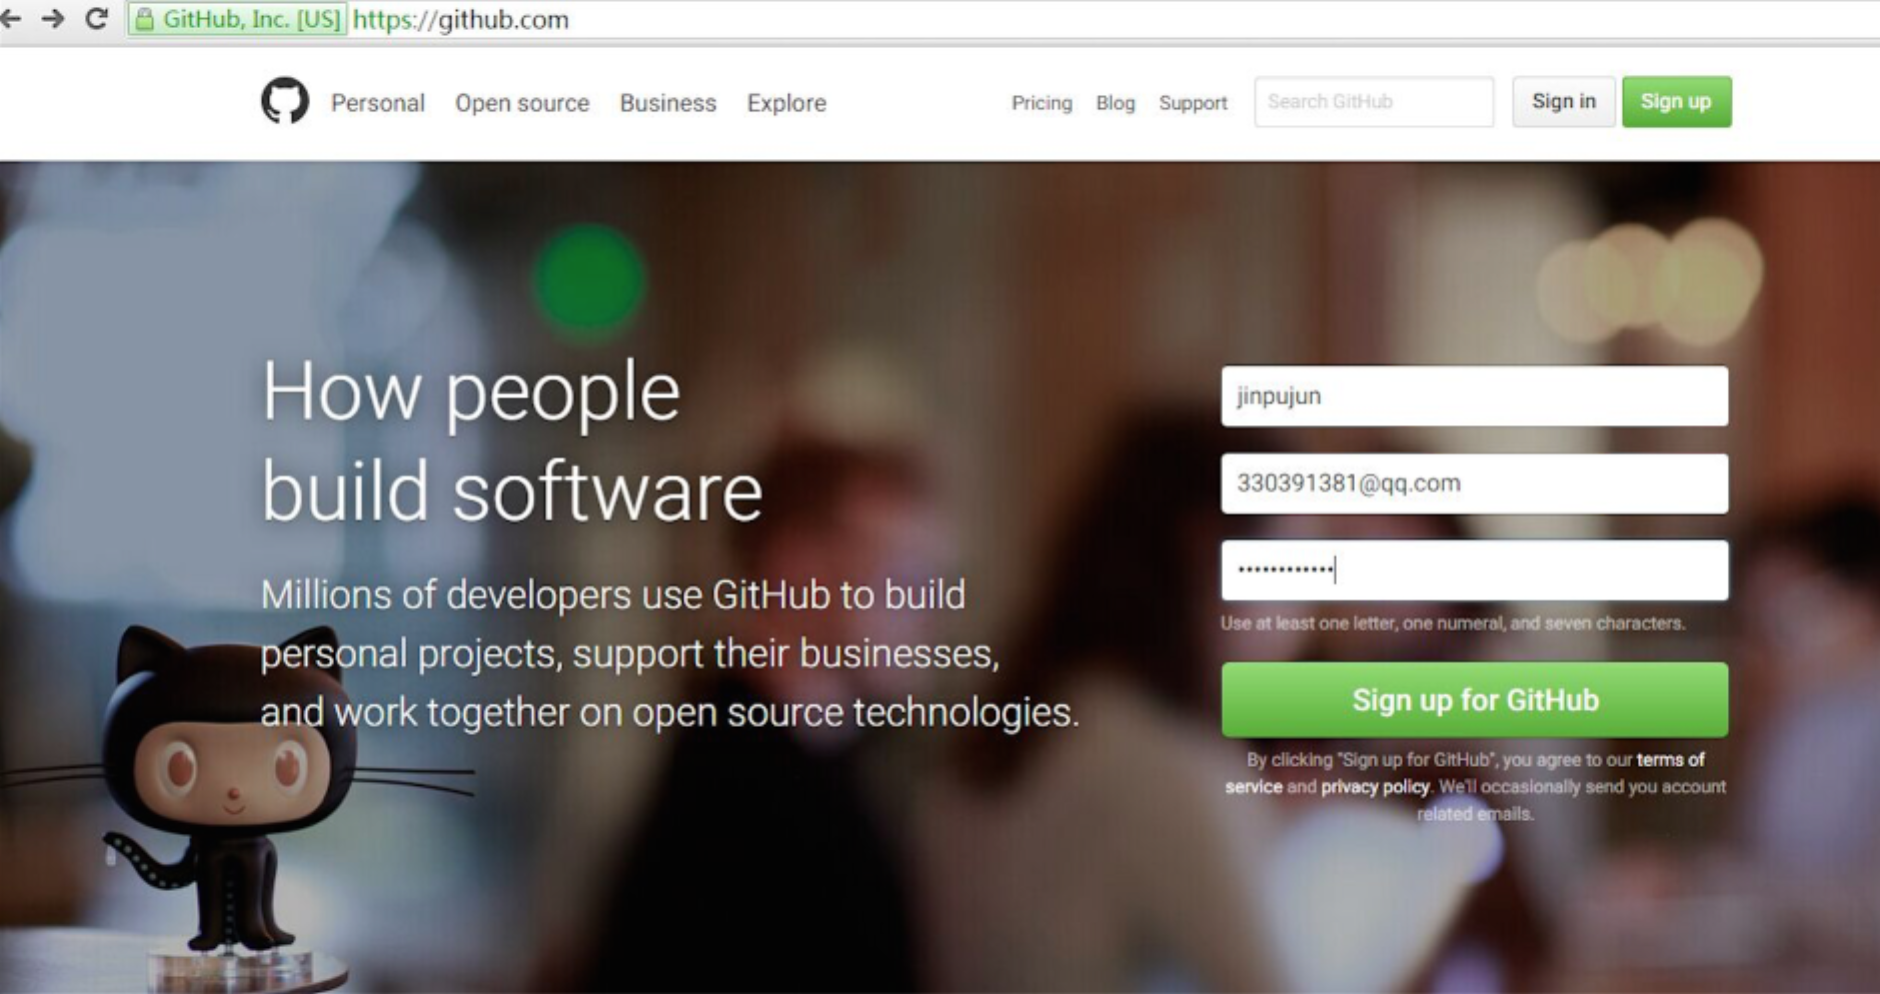 GitHub, Inc. [US] https://github.com
Personal Open source Business Explore Pricing Blog Support Search GitHub Sign in Sign up
How people
build software
Millions of developers use GitHub to build
personal projects, support their businesses,
and work together on open source technologies.
jinpujun
330391381@qq.com
••••••••••••
Use at least one letter, one numeral, and seven characters.
Sign up for GitHub
By clicking "Sign up for GitHub", you agree to our terms of
service and privacy policy. We'll occasionally send you account
related emails.